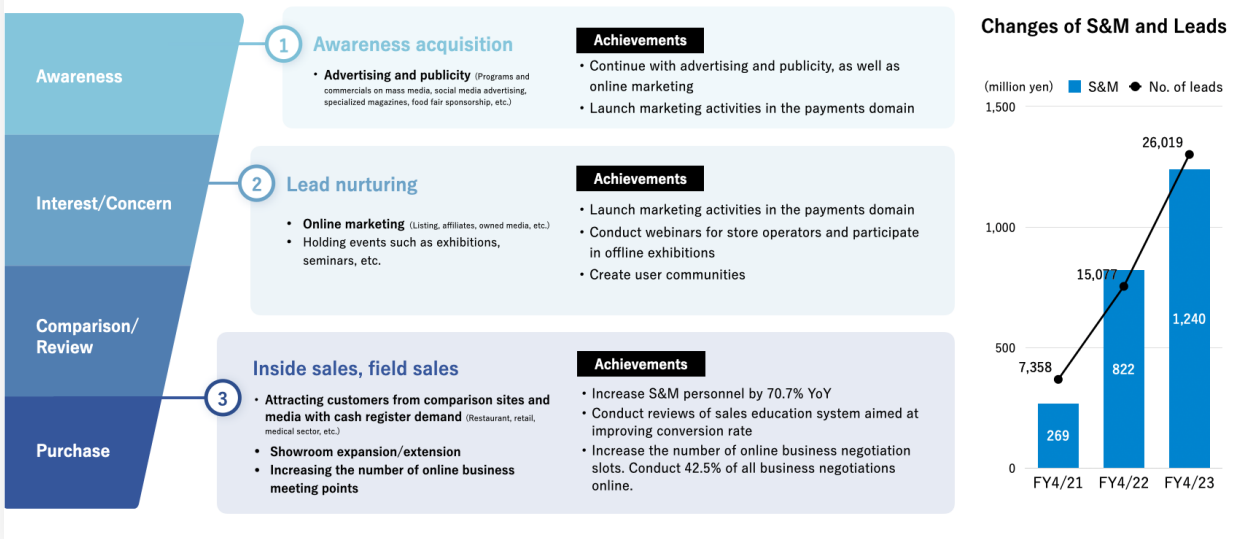 Awareness
Interest/Concern
Comparison/
Review
Purchase
1
Awareness acquisition
• Advertising and publicity (Programs and
commercials on mass media, social media advertising,
specialized magazines, food fair sponsorship, etc.)
Achievements
• Continue with advertising and publicity, as well as
online marketing
• Launch marketing activities in the payments domain
2
Lead nurturing
• Online marketing (Listing, affiliates, owned media, etc.)
• Holding events such as exhibitions,
seminars, etc.
Achievements
• Launch marketing activities in the payments domain
• Conduct webinars for store operators and participate
in offline exhibitions
• Create user communities
3
Inside sales, field sales
• Attracting customers from comparison sites and
media with cash register demand (Restaurant, retail,
medical sector, etc.)
• Showroom expansion/extension
• Increasing the number of online business
meeting points
Achievements
• Increase S&M personnel by 70.7% YoY
• Conduct reviews of sales education system aimed at
improving conversion rate
• Increase the number of online business negotiation
slots. Conduct 42.5% of all business negotiations
online.
Changes of S&M and Leads
(million yen) S&M No. of leads
1,500
1,000
500
0
26,019
15,077
7,358
1,240
822
269
FY4/21 FY4/22 FY4/23